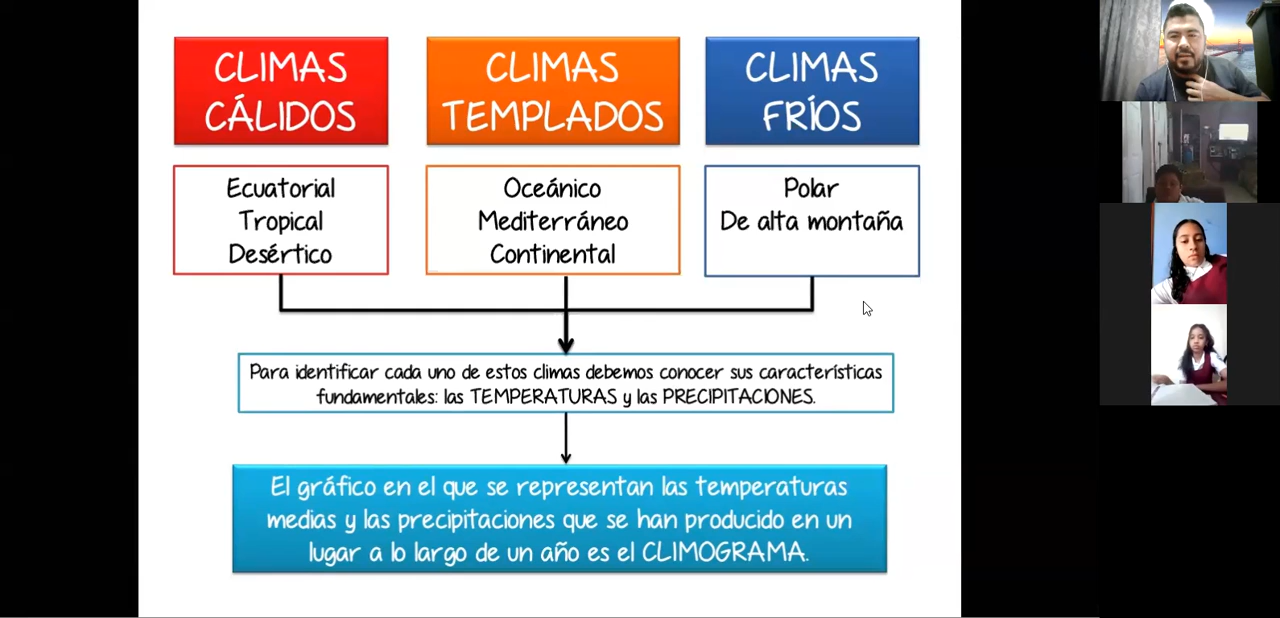 CLIMAS
CÁLIDOS
CLIMAS
TEMPLADOS
CLIMAS
FRÍOS
Ecuatorial
Tropical
Desértico
Oceánico
Mediterráneo
Continental
Polar
De alta montaña
Para identificar cada uno de estos climas debemos conocer sus características
fundamentales: las TEMPERATURAS y las PRECIPITACIONES.
El gráfico en el que se representan las temperaturas
medias y las precipitaciones que se han producido en un
lugar a lo largo de un año es el CLIMOGRAMA.